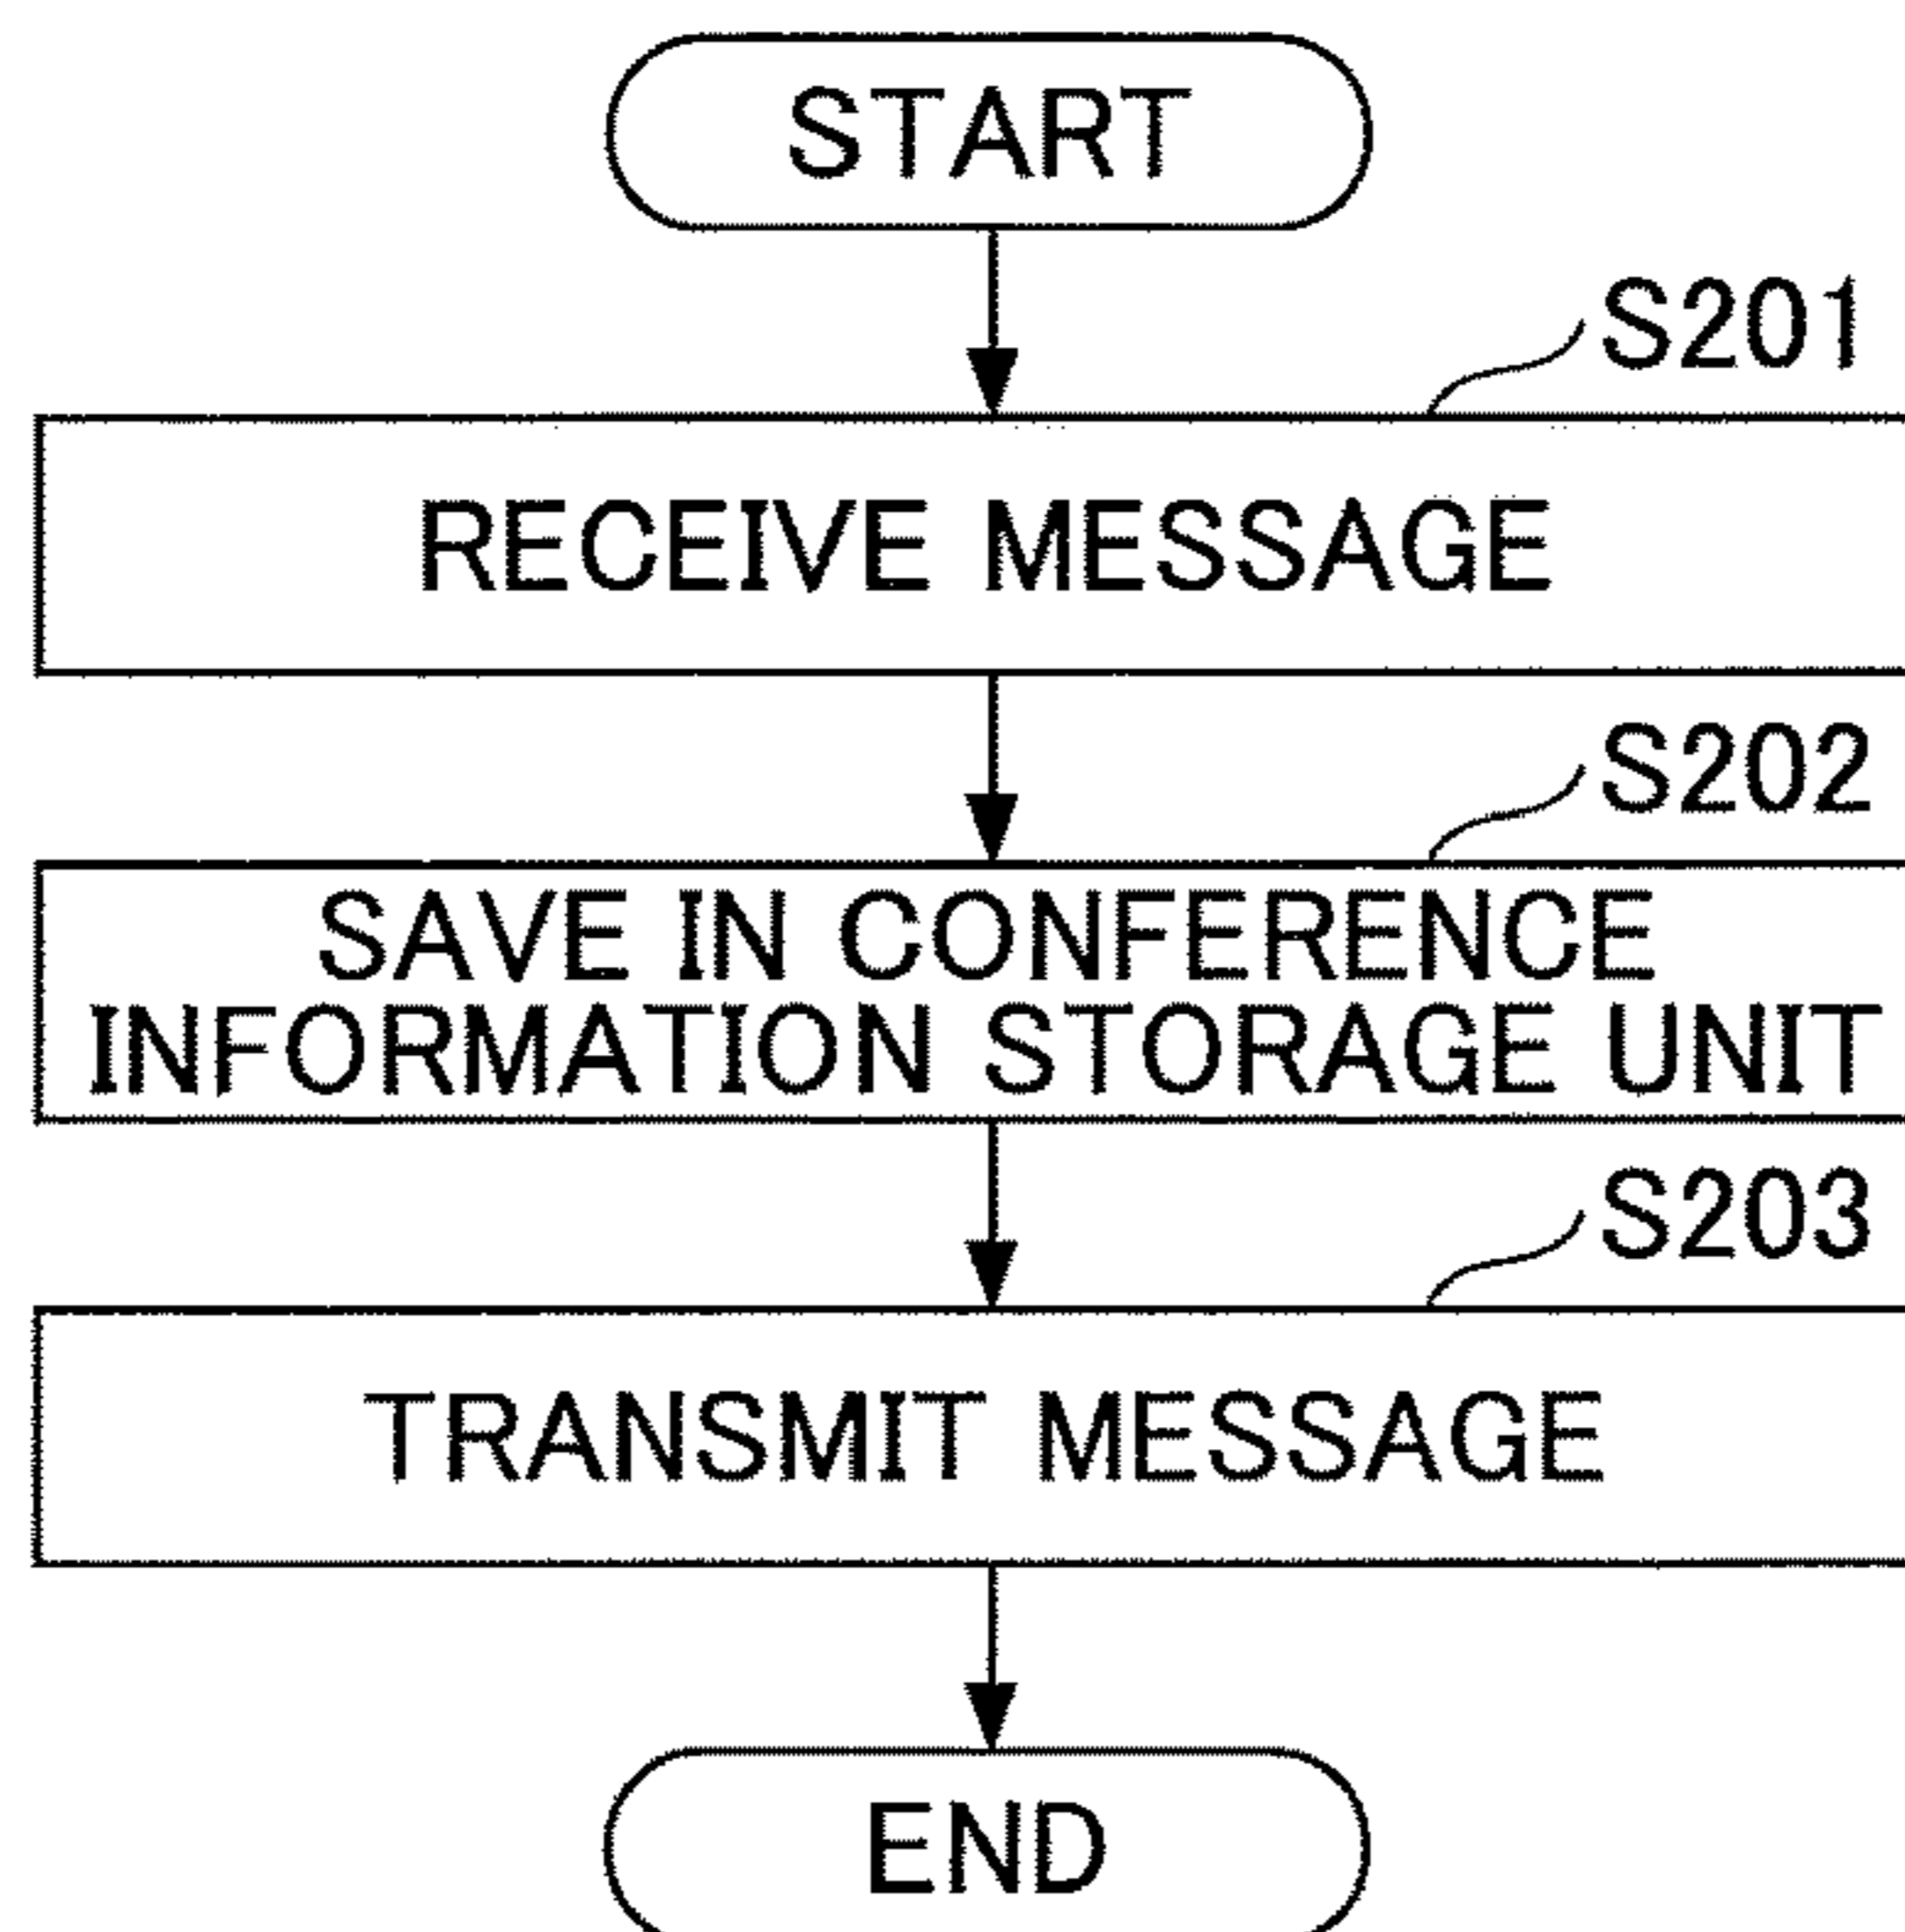 START
S201
RECEIVE MESSAGE
S202
SAVE IN CONFERENCE
INFORMATION STORAGE UNIT
S203
TRANSMIT MESSAGE
END